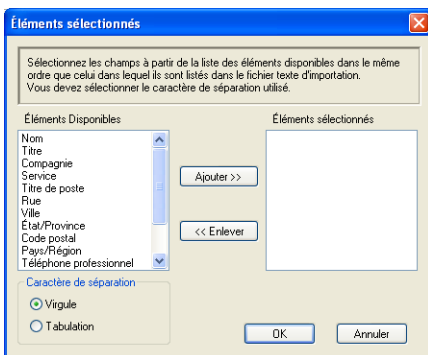 Éléments sélectionnés
Sélectionnez les champs à partir de la liste des éléments disponibles dans le même
ordre que celui dans lequel ils sont listés dans le fichier texte d'importation.
Vous devez sélectionner le caractère de séparation utilisé.
Éléments Disponibles
Éléments sélectionnés
Nom
Titre
Compagnie
Service
Titre de poste
Rue
Ville
État/Province
Code postal
Pays/Région
Téléphone professionnel
Ajouter >>
<< Enlever
Caractère de séparation
Virgule
Tabulation
OK
Annuler